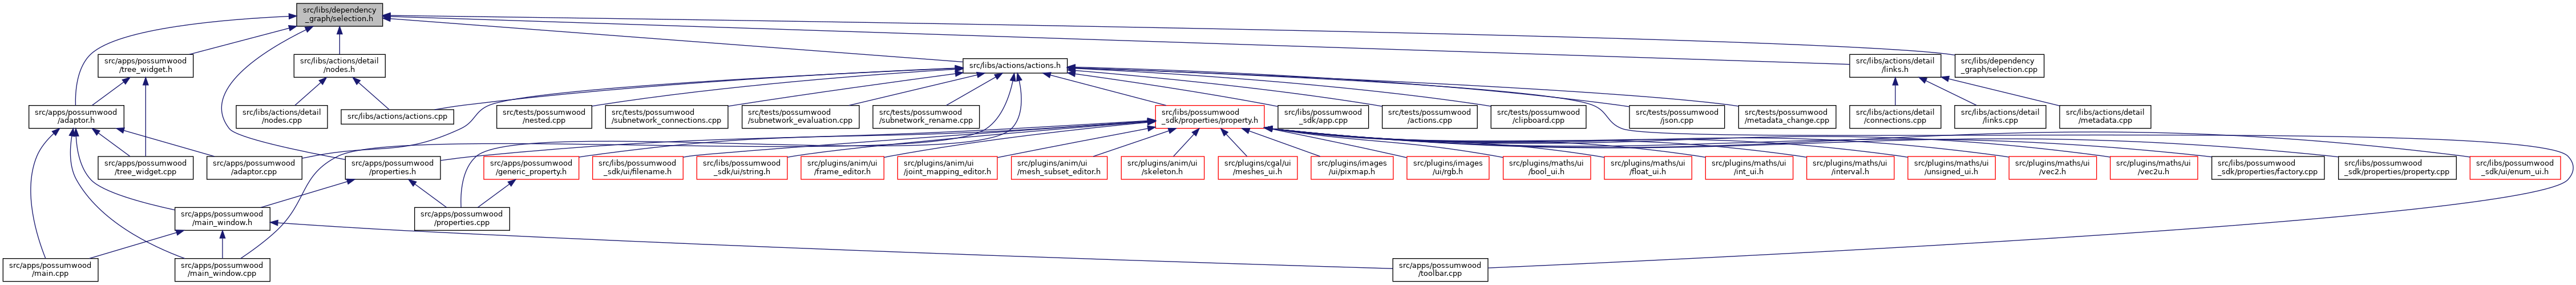 src/libs/dependency
_graph/selection.h
src/apps/possumwood
/tree_widget.h
src/libs/actions/detail
/nodes.h
src/libs/actions/actions.h
src/libs/actions/detail
/links.h
src/libs/dependency
_graph/selection.cpp
src/apps/possumwood
/adaptor.h
src/libs/actions/detail
/nodes.cpp
src/libs/actions/actions.cpp
src/tests/possumwood
/nested.cpp
src/tests/possumwood
/subnetwork_connections.cpp
src/tests/possumwood
/subnetwork_evaluation.cpp
src/tests/possumwood
/subnetwork_rename.cpp
src/libs/possumwood
_sdk/properties/property.h
src/libs/possumwood
_sdk/app.cpp
src/tests/possumwood
/actions.cpp
src/tests/possumwood
/clipboard.cpp
src/tests/possumwood
/json.cpp
src/tests/possumwood
/metadata_change.cpp
src/libs/actions/detail
/connections.cpp
src/libs/actions/detail
/links.cpp
src/libs/actions/detail
/metadata.cpp
src/apps/possumwood
/tree_widget.cpp
src/apps/possumwood
/adaptor.cpp
src/apps/possumwood
/properties.h
src/apps/possumwood
/generic_property.h
src/libs/possumwood
_sdk/ui/filename.h
src/libs/possumwood
_sdk/ui/string.h
src/plugins/anim/ui
/frame_editor.h
src/plugins/anim/ui
/joint_mapping_editor.h
src/plugins/anim/ui
/mesh_subset_editor.h
src/plugins/anim/ui
/skeleton.h
src/plugins/cgal/ui
/meshes_ui.h
src/plugins/images
/ui/pixmap.h
src/plugins/images
/ui/rgb.h
src/plugins/maths/ui
/bool_ui.h
src/plugins/maths/ui
/float_ui.h
src/plugins/maths/ui
/int_ui.h
src/plugins/maths/ui
/interval.h
src/plugins/maths/ui
/unsigned_ui.h
src/plugins/maths/ui
/vec2.h
src/plugins/maths/ui
/vec2u.h
src/libs/possumwood
_sdk/properties/factory.cpp
src/libs/possumwood
_sdk/properties/property.cpp
src/libs/possumwood
_sdk/ui/enum_ui.h
src/apps/possumwood
/main_window.h
src/apps/possumwood
/properties.cpp
src/apps/possumwood
/main.cpp
src/apps/possumwood
/main_window.cpp
src/apps/possumwood
/toolbar.cpp